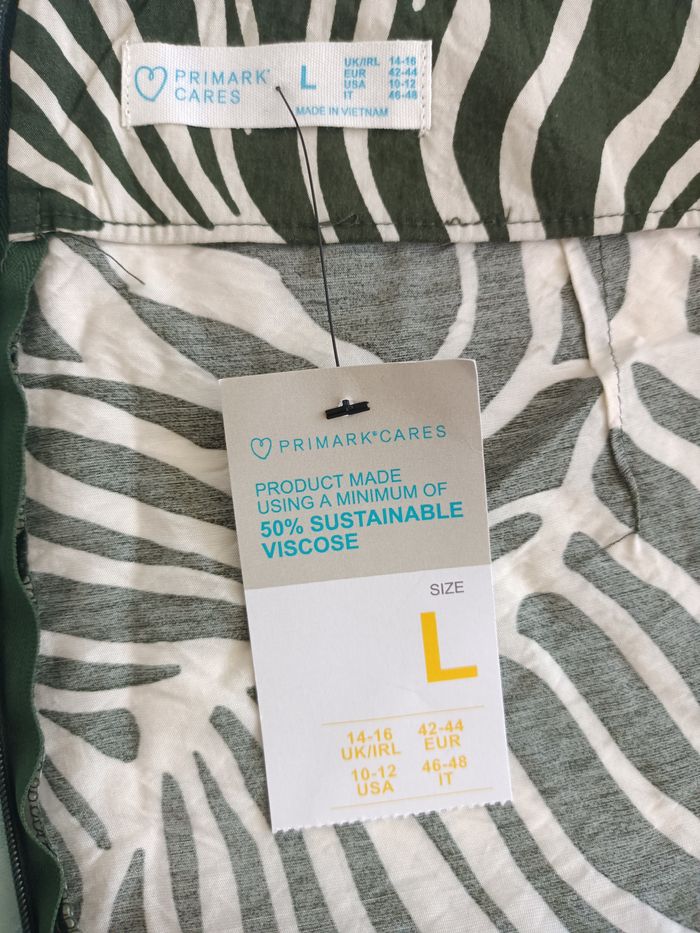 PRIMARK®
CARES
L
UK/IRL 14-16
EUR 42-44
USA 10-12
IT 46-48
MADE IN VIETNAM
PRIMARK®CARES
PRODUCT MADE
USING A MINIMUM OF
50% SUSTAINABLE
VISCOSE
SIZE
L
14-16 42-44
UK/IRL EUR
10-12 46-48
USA IT